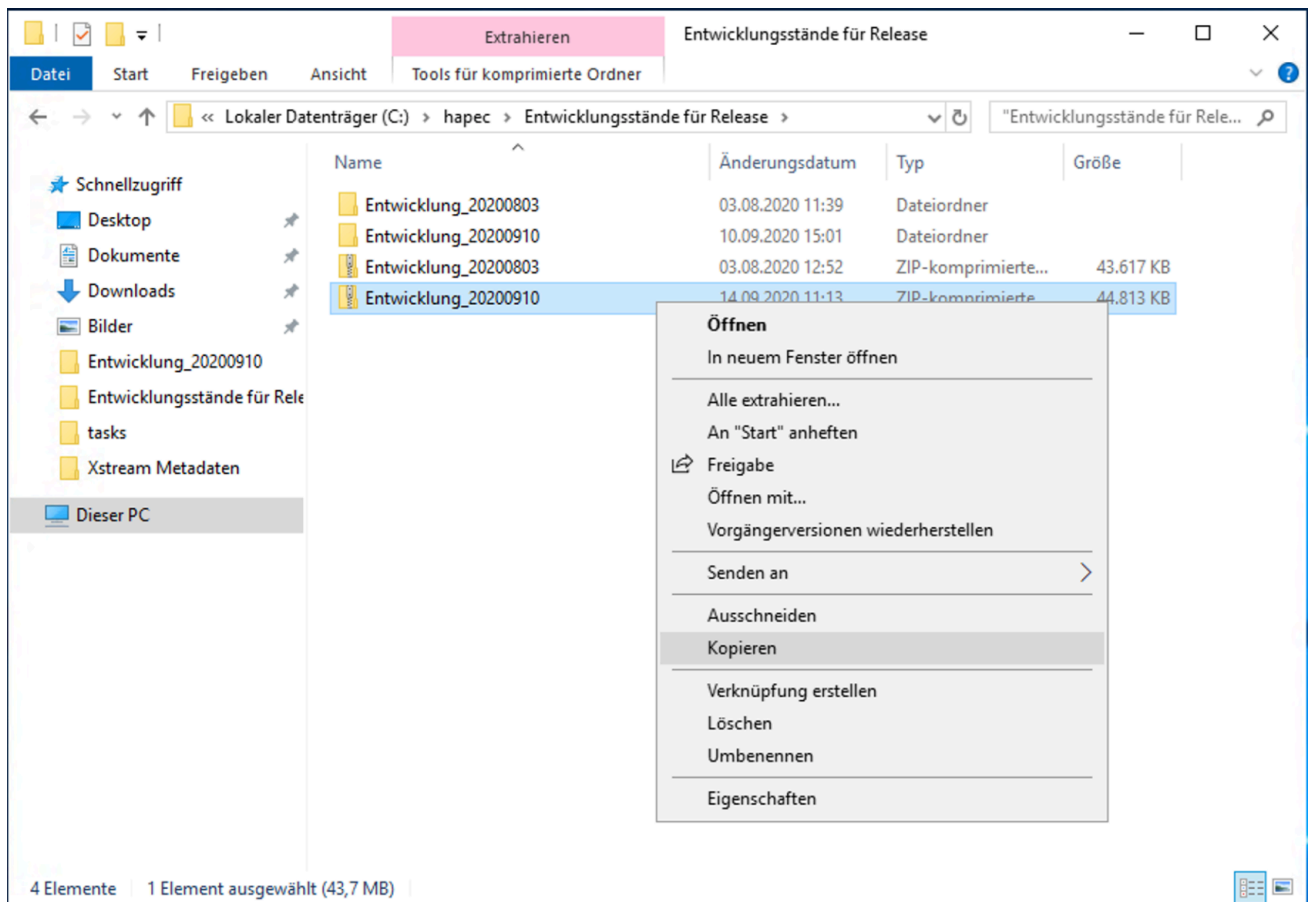 Extrahieren
Entwicklungsstände für Release
Datei Start Freigeben Ansicht Tools für komprimierte Ordner
« Lokaler Datenträger (C:) › hapec › Entwicklungsstände für Release ›
"Entwicklungsstände für Rele...
Schnellzugriff
Desktop
Dokumente
Downloads
Bilder
Entwicklung_20200910
Entwicklungsstände für Rele
tasks
Xstream Metadaten
Dieser PC
Name Änderungsdatum Typ Größe
Entwicklung_20200803 03.08.2020 11:39 Dateiordner
Entwicklung_20200910 10.09.2020 15:01 Dateiordner
Entwicklung_20200803 03.08.2020 12:52 ZIP-komprimierte... 43.617 KB
Entwicklung_20200910 14.09.2020 11:13 ZIP-komprimierte 44.813 KB
Öffnen
In neuem Fenster öffnen
Alle extrahieren...
An "Start" anheften
Freigabe
Öffnen mit...
Vorgängerversionen wiederherstellen
Senden an
Ausschneiden
Kopieren
Verknüpfung erstellen
Löschen
Umbenennen
Eigenschaften
4 Elemente 1 Element ausgewählt (43,7 MB)